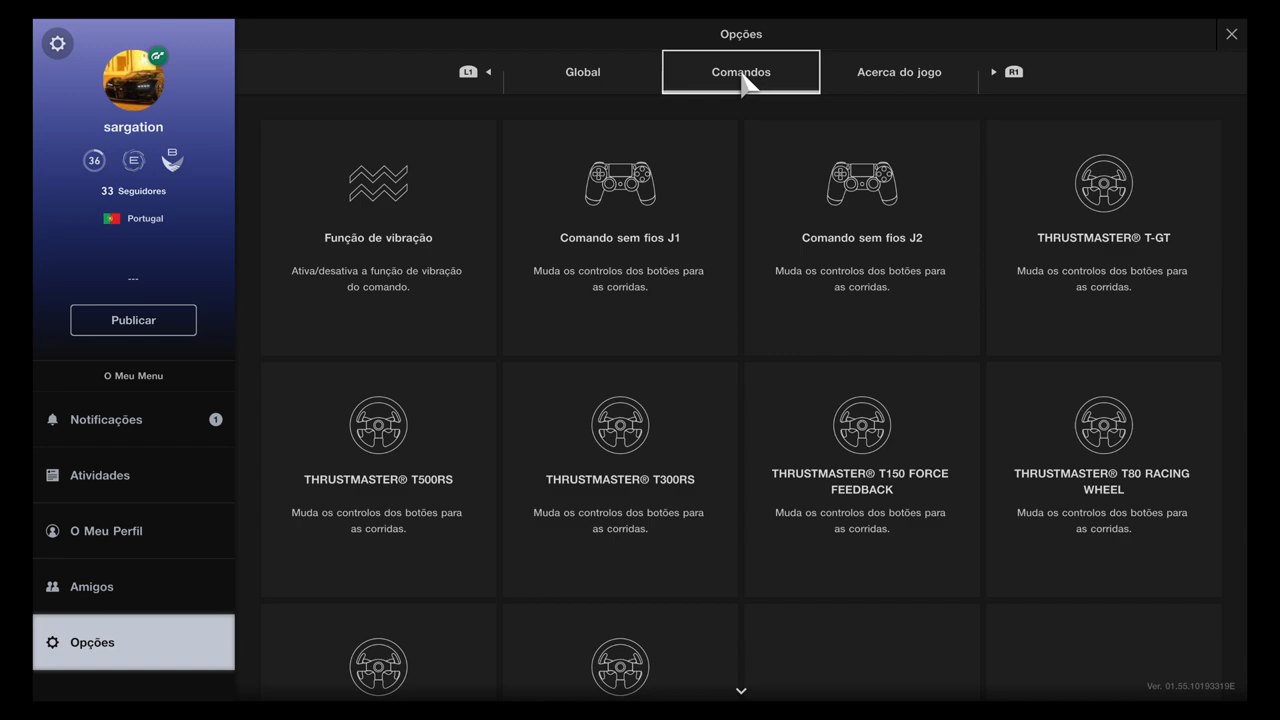 Opções
L1
Global
Comandos
Acerca do jogo
R1
sargation
36
E
B
33 Seguidores
Portugal
---
Publicar
O Meu Menu
Notificações
1
Atividades
O Meu Perfil
Amigos
Opções
Função de vibração
Ativa/desativa a função de vibração
do comando.
Comando sem fios J1
Muda os controlos dos botões para
as corridas.
Comando sem fios J2
Muda os controlos dos botões para
as corridas.
THRUSTMASTER® T-GT
Muda os controlos dos botões para
as corridas.
THRUSTMASTER® T500RS
Muda os controlos dos botões para
as corridas.
THRUSTMASTER® T300RS
Muda os controlos dos botões para
as corridas.
THRUSTMASTER® T150 FORCE
FEEDBACK
Muda os controlos dos botões para
as corridas.
THRUSTMASTER® T80 RACING
WHEEL
Muda os controlos dos botões para
as corridas.
Ver. 01.55.10193319E